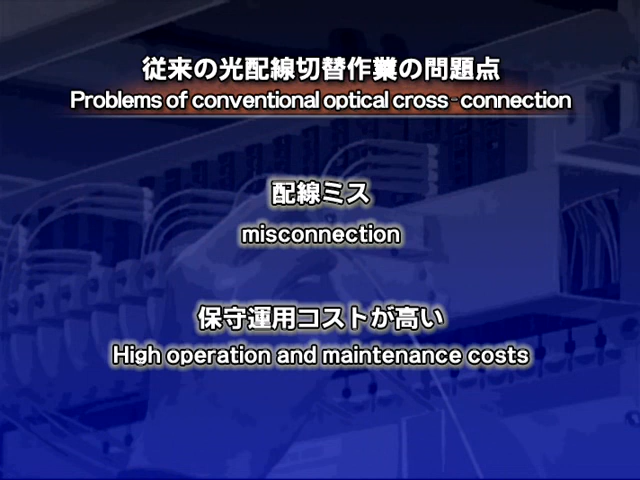 従来の光配線切替作業の問題点
Problems of conventional optical cross-connection
配線ミス
misconnection
保守運用コストが高い
High operation and maintenance costs